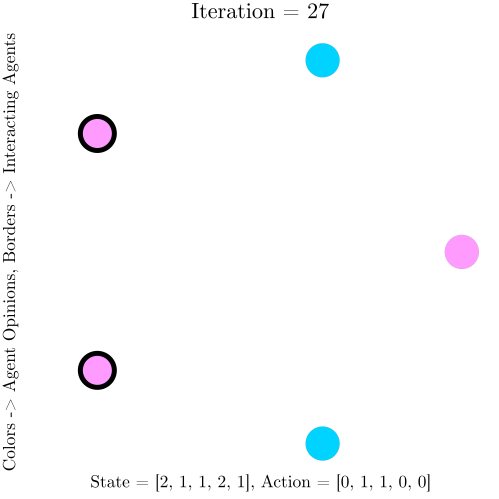 Iteration = 27
Colors -> Agent Opinions, Borders -> Interacting Agents
State = [2, 1, 1, 2, 1], Action = [0, 1, 1, 0, 0]